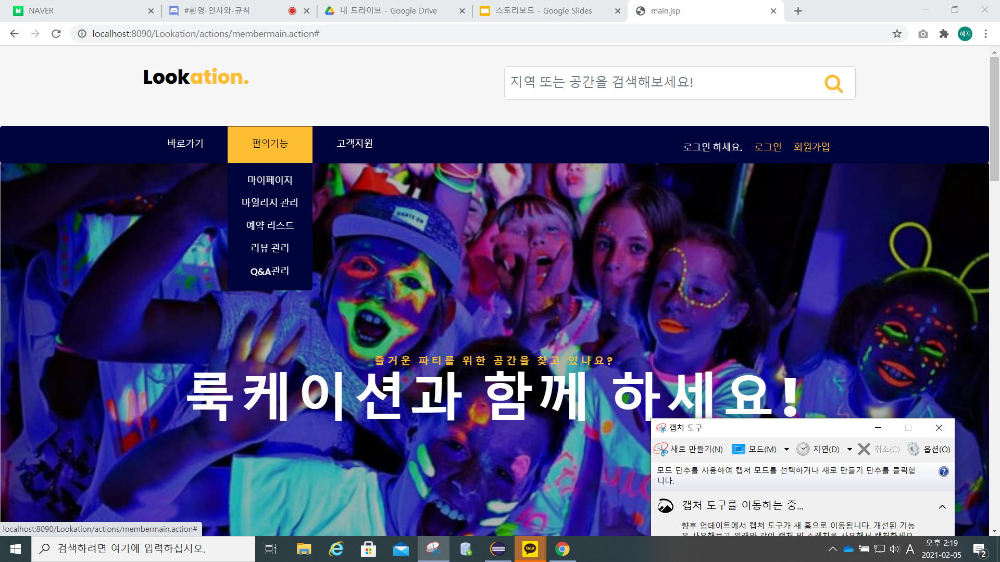 NAVER
#환영-인사와-규칙
내 드라이브 - Google Drive
스토리보드 - Google Slides
main.jsp
localhost:8090/Lookation/actions/membermain.action#
혜지
Lookation.
지역 또는 공간을 검색해보세요!
바로가기
편의기능
고객지원
로그인 하세요.
로그인
회원가입
마이페이지
마일리지 관리
예약 리스트
리뷰 관리
Q&A관리
즐거운 파티를 위한 공간을 찾고 있나요?
룩케이션과 함께 하세요!
캡처 도구
새로 만들기(N)
모드(M)
지연(D)
취소(C)
옵션(O)
모드 단추를 사용하여 캡처 모드를 선택하거나 새로 만들기 단추를 클릭합
니다.
캡처 도구를 이동하는 중...
향후 업데이트에서 캡처 도구가 새 홈으로 이동됩니다. 개선된 기능
localhost:8090/Lookation/actions/membermain.action#
검색하려면 여기에 입력하십시오.
TALK
A
오후 2:19
2021-02-05
2